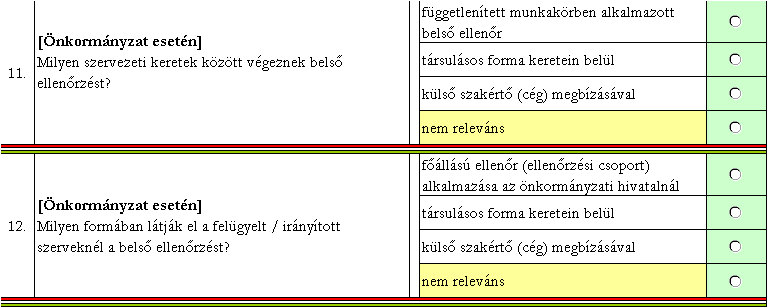 függetlenített munkakörben alkalmazott
belső ellenőr
[Önkormányzat esetén]
11. Milyen szervezeti keretek között végeznek belső
ellenőrzést?
társulásos forma keretein belül
külső szakértő (cég) megbízásával
nem releváns
főállású ellenőr (ellenőrzési csoport)
alkalmazása az önkormányzati hivatalnál
[Önkormányzat esetén]
12. Milyen formában látják el a felügyelt / irányított
szerveknél a belső ellenőrzést?
társulásos forma keretein belül
külső szakértő (cég) megbízásával
nem releváns